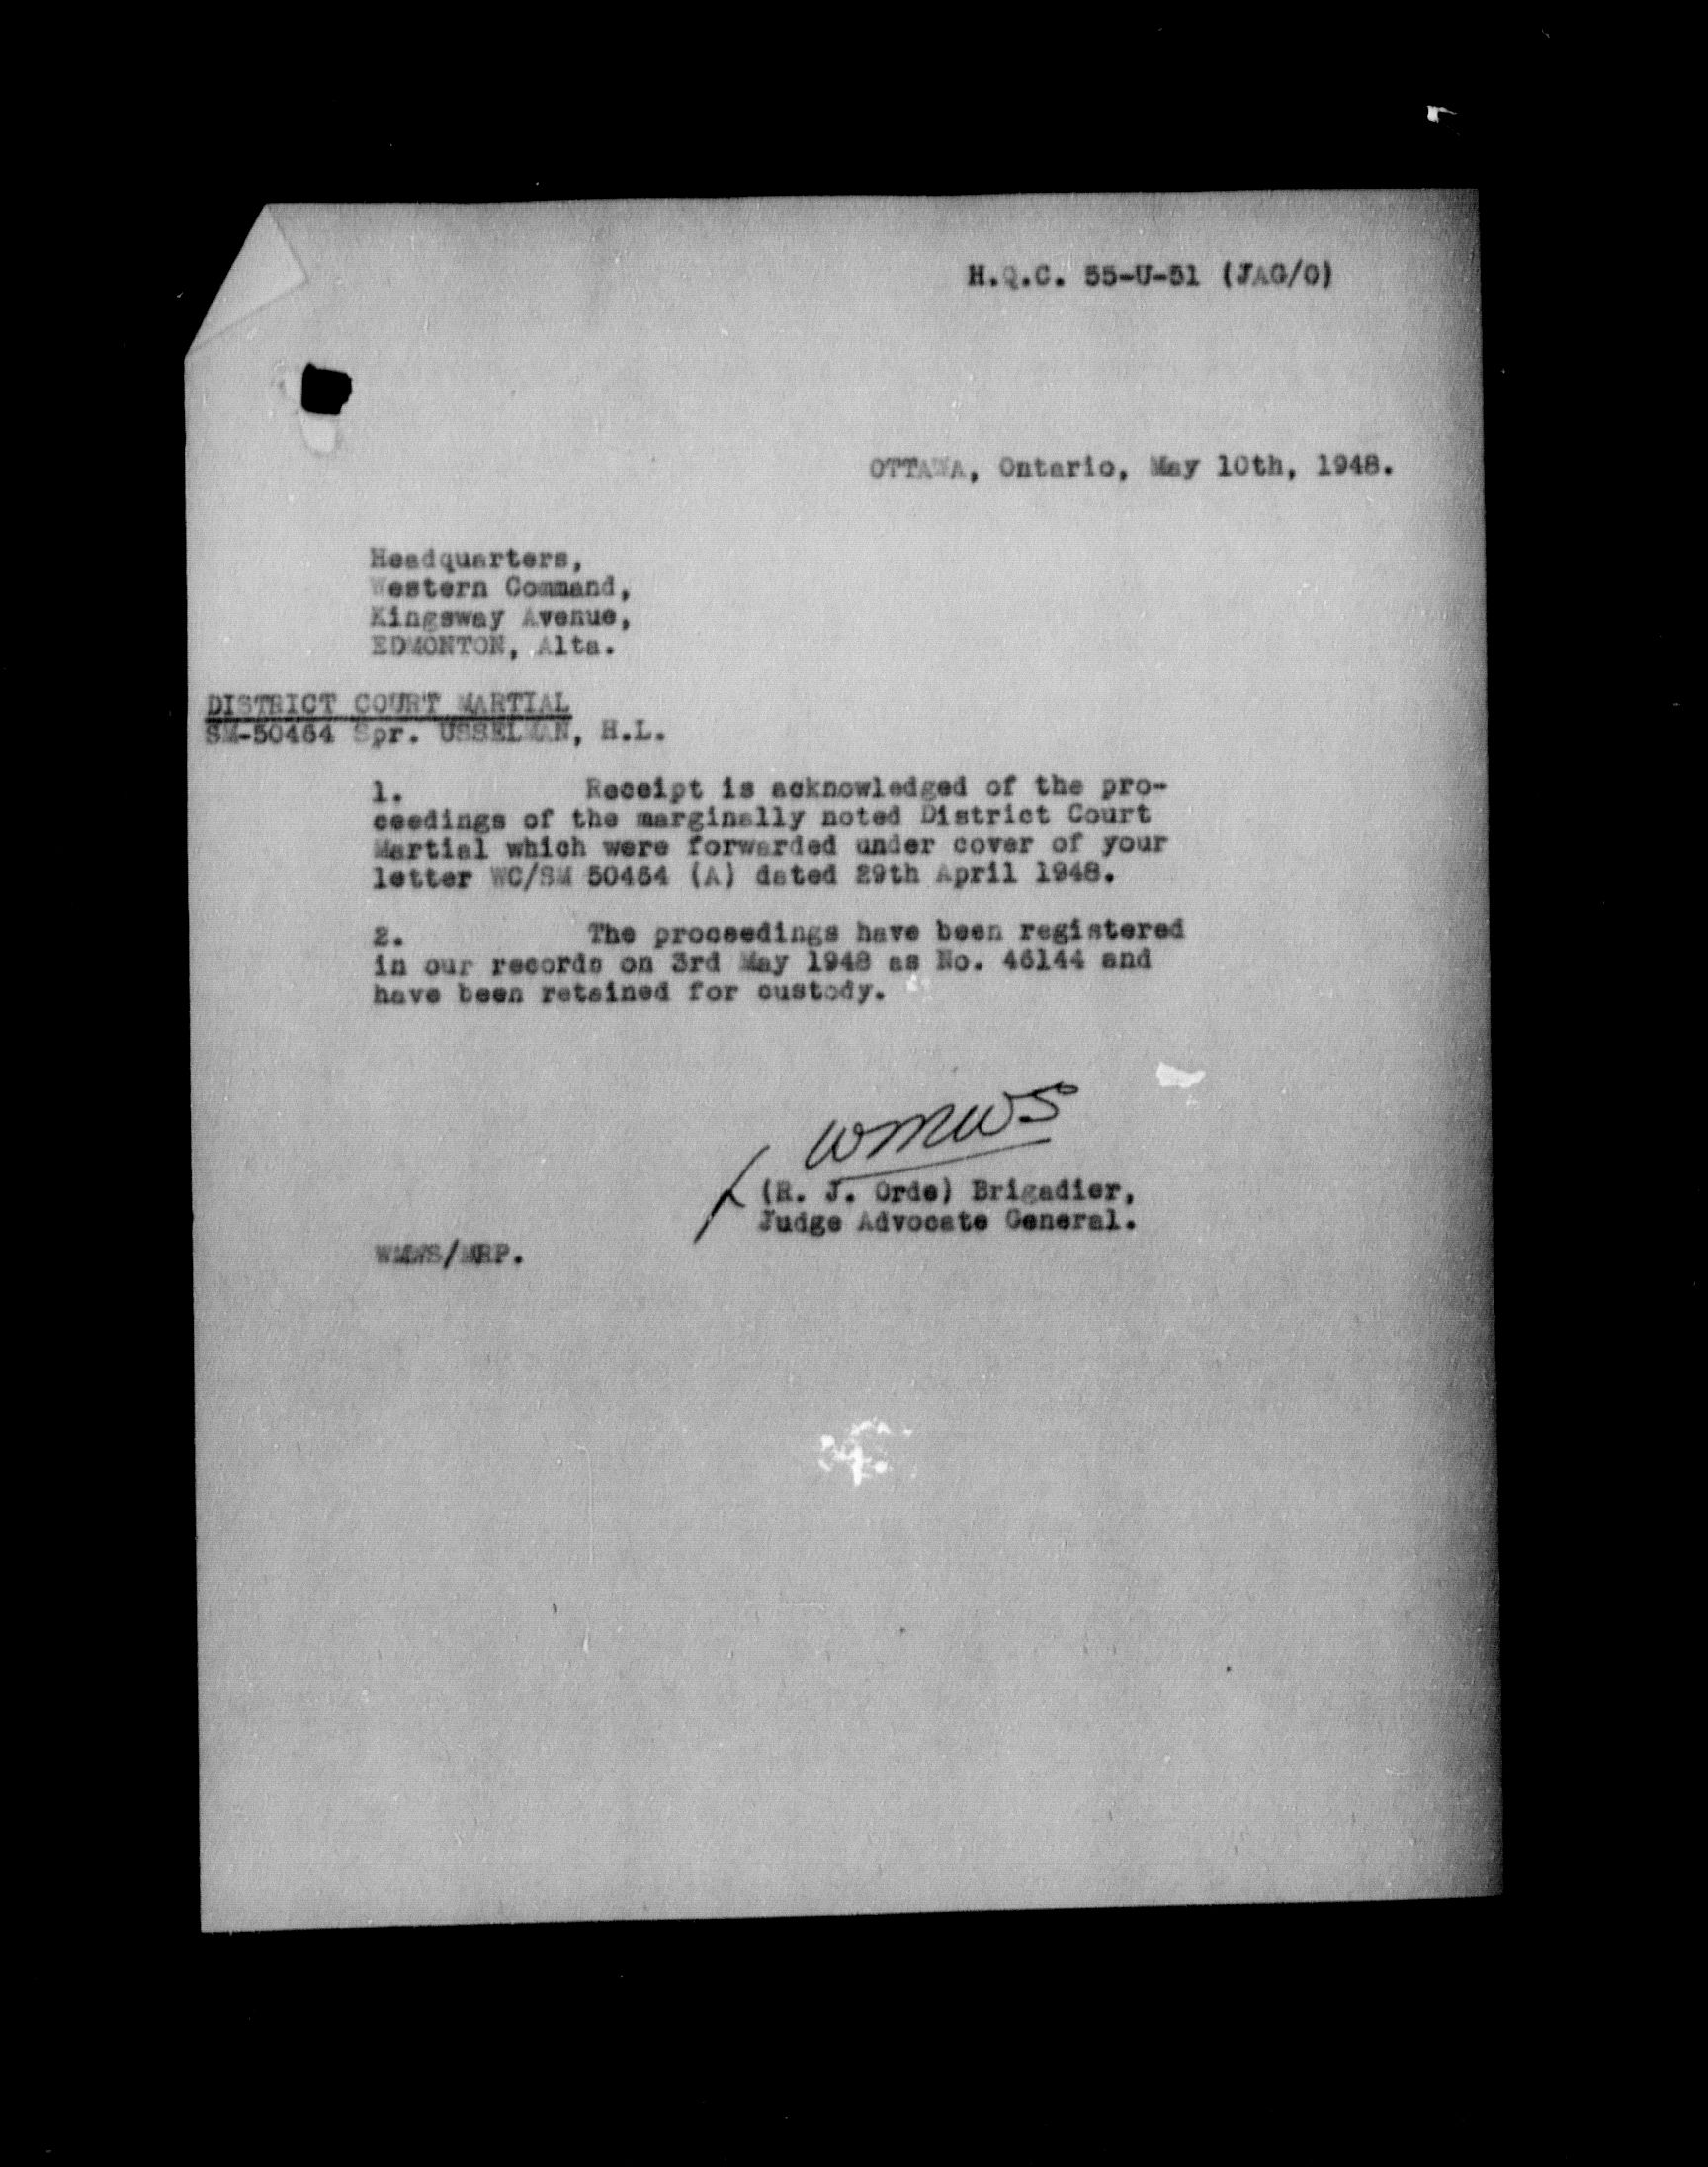 H.Q.C. 55-U-51 (JAG/O)
OTTAWA, Ontario, May 10th, 1948.
Headquarters,
Western Command,
Kingsway Avenue,
EDMONTON, Alta.
DISTRICT COURT MARTIAL
SM-50464 Spr. USSELMAN, H.L.
1. Receipt is acknowledged of the pro-
ceedings of the marginally noted District Court
Martial which were forwarded under cover of your
letter WC/SM 50464 (A) dated 29th April 1948.
2. The proceedings have been registered
in our records on 3rd May 1948 as No. 46144 and
have been retained for custody.
WMWS
(R. J. Orde) Brigadier,
Judge Advocate General.
WMWS/MRP.